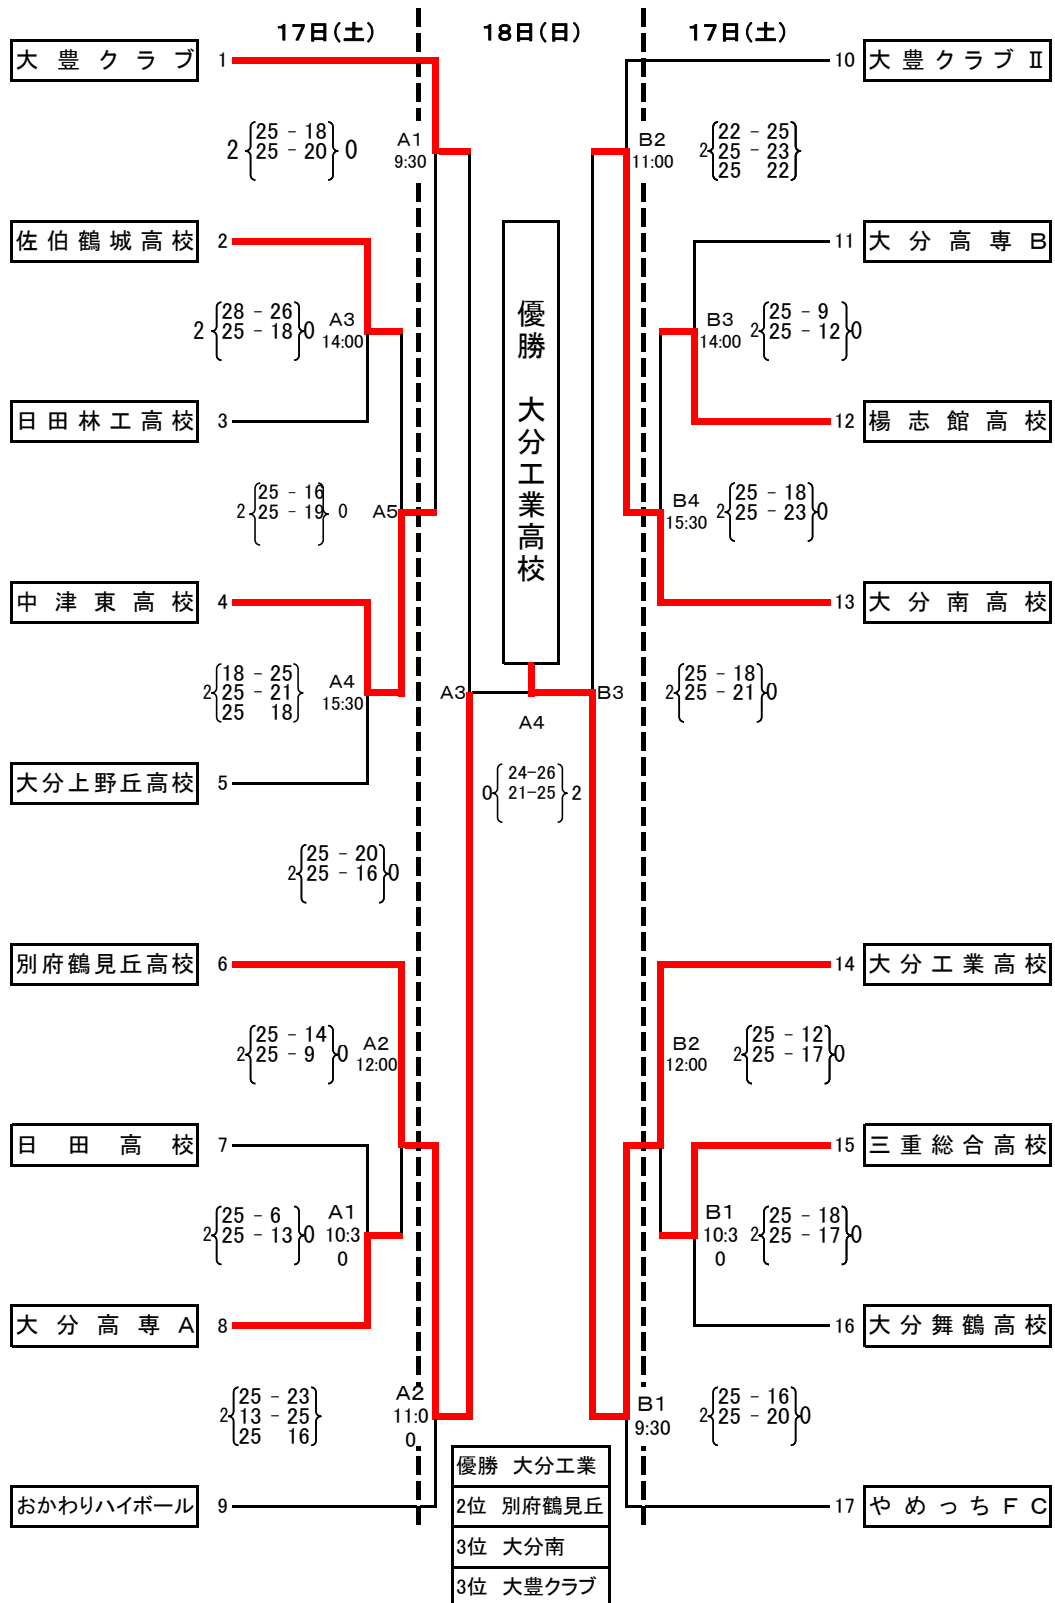 17日(土) 18日(日) 17日(土)
大豊クラブ 1
10 大豊クラブⅡ
2 25 - 18 0
25 - 20
A1
9:30
B2
11:00
2 22 - 25
25 - 23
25 22
佐伯鶴城高校 2
11 大分高専B
2 28 - 26
25 - 18 0
A3
14:00
B3
14:00
2 25 - 9
25 - 12 0
日田林工高校 3
12 楊志館高校
優勝 大分工業高校
2 25 - 16
25 - 19 0
A5
B4
15:30
2 25 - 18
25 - 23 0
中津東高校 4
13 大分南高校
2 18 - 25
25 - 21
25 18
A4
15:30
A3
B3
2 25 - 18
25 - 21 0
A4
0 24-26
21-25 2
大分上野丘高校 5
2 25 - 20
25 - 16 0
別府鶴見丘高校 6
14 大分工業高校
2 25 - 14
25 - 9 0
A2
12:00
B2
12:00
2 25 - 12
25 - 17 0
日田高校 7
15 三重総合高校
2 25 - 6
25 - 13 0
A1
10:3
0
B1
10:3
0
2 25 - 18
25 - 17 0
大分高専A 8
16 大分舞鶴高校
2 25 - 23
13 - 25
25 16
A2
11:0
0
B1
9:30
2 25 - 16
25 - 20 0
おかわりハイボール 9
17 やめっちFC
優勝 大分工業
2位 別府鶴見丘
3位 大分南
3位 大豊クラブ